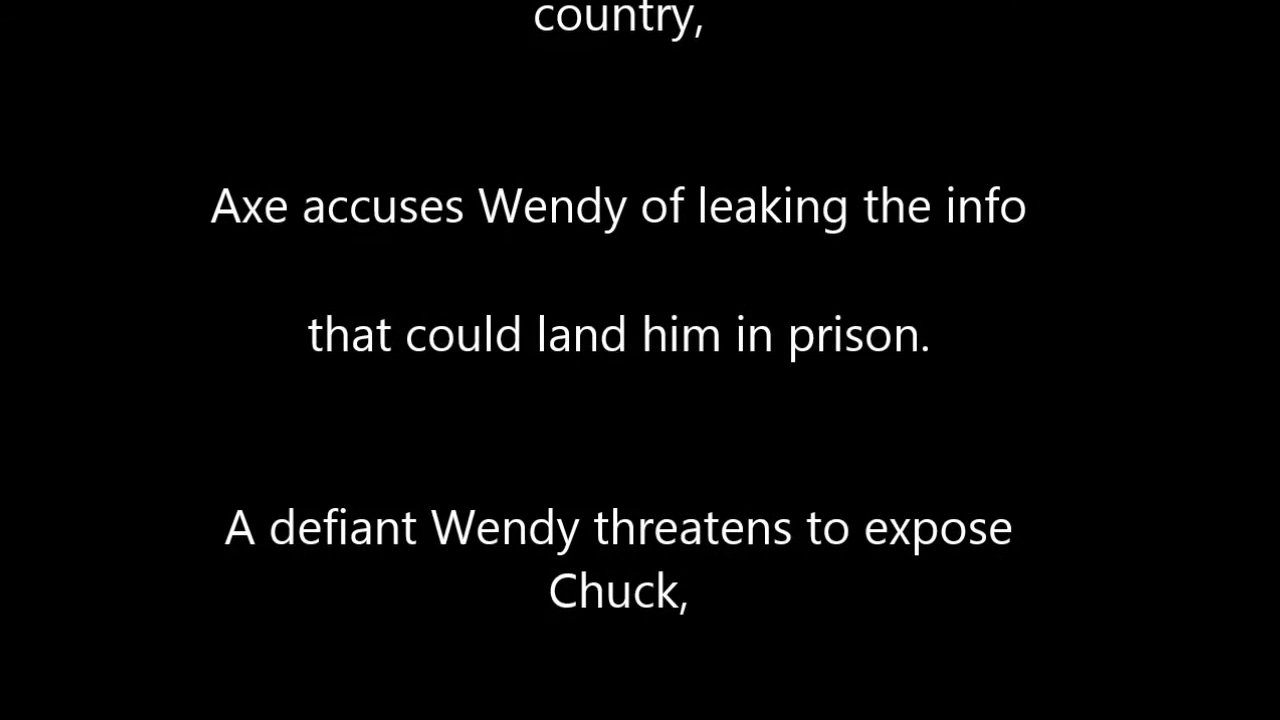 country,
Axe accuses Wendy of leaking the info
that could land him in prison.
A defiant Wendy threatens to expose
Chuck,